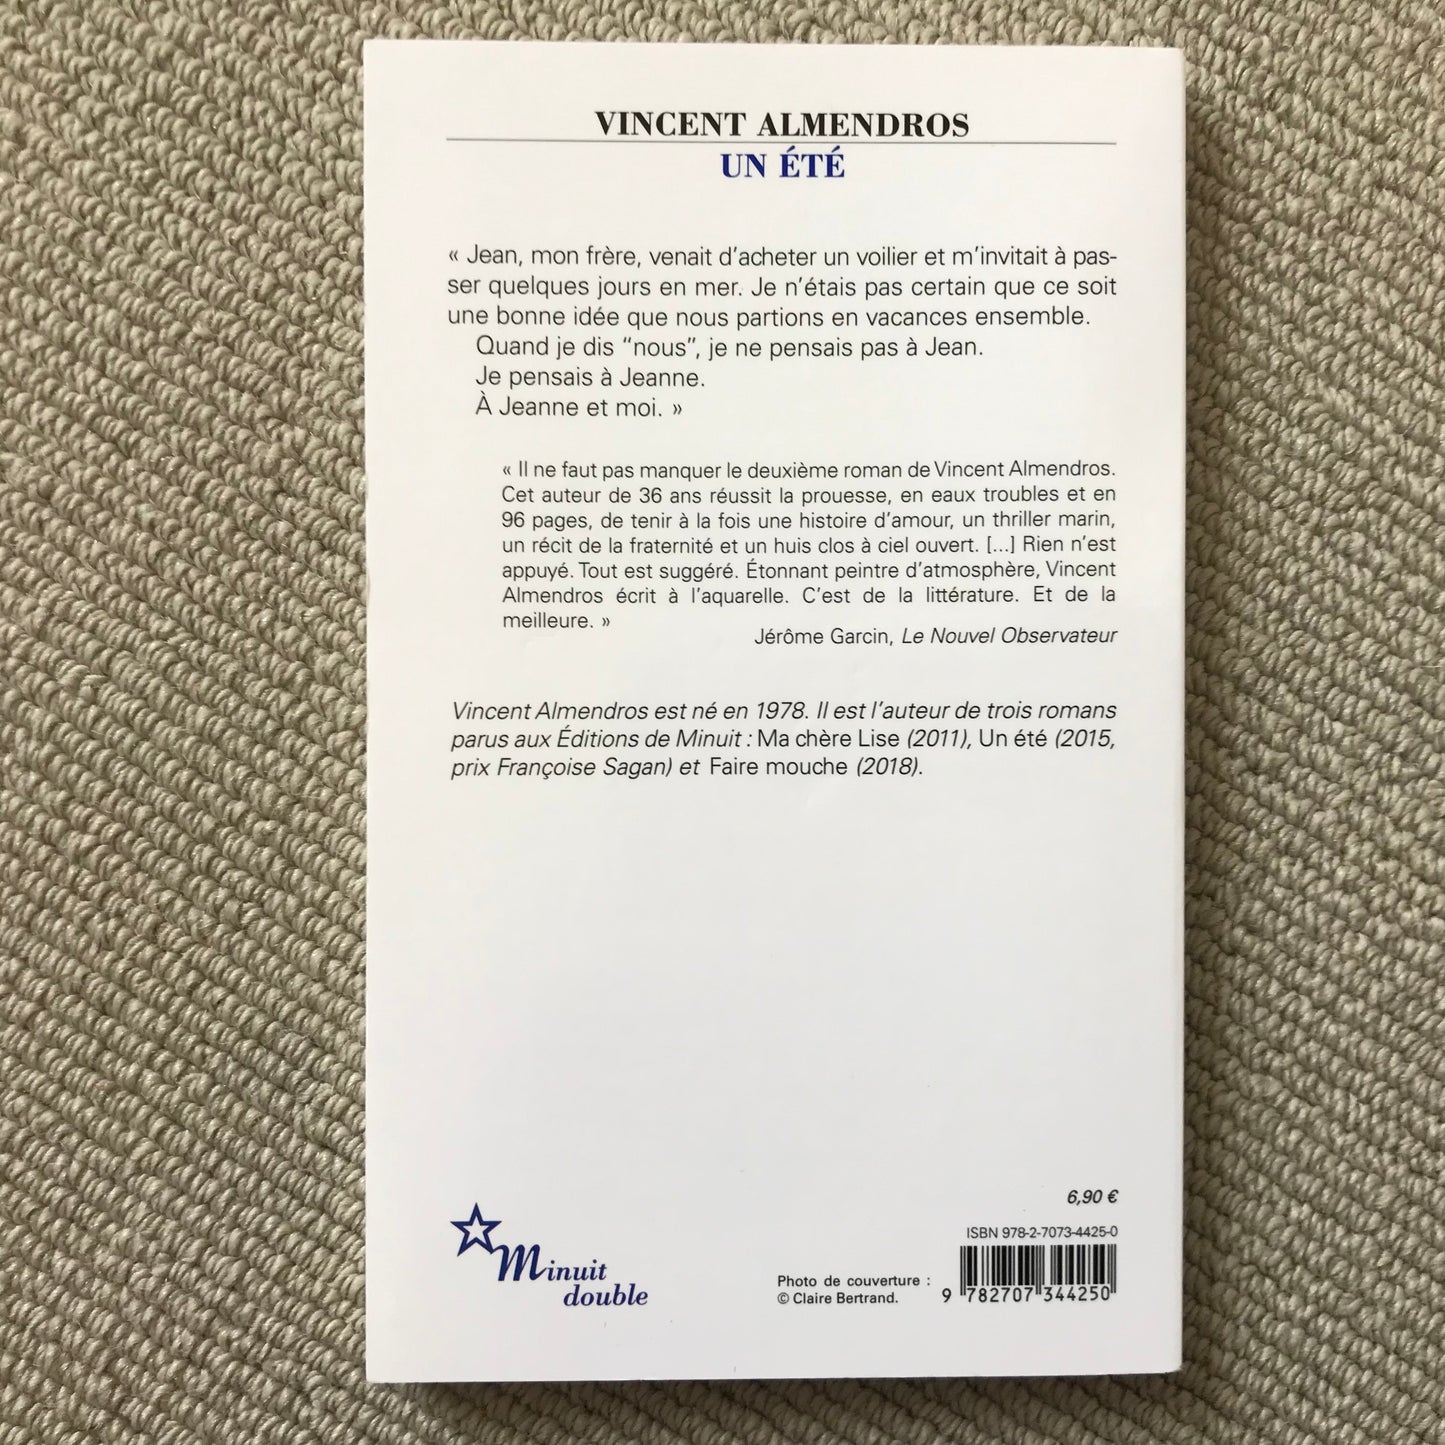 VINCENT ALMENDROS
UN ÉTÉ
« Jean, mon frère, venait d'acheter un voilier et m'invitait à pas-
ser quelques jours en mer. Je n'étais pas certain que ce soit
une bonne idée que nous partions en vacances ensemble.
Quand je dis “nous”, je ne pensais pas à Jean.
Je pensais à Jeanne.
À Jeanne et moi. »
« Il ne faut pas manquer le deuxième roman de Vincent Almendros.
Cet auteur de 36 ans réussit la prouesse, en eaux troubles et en
96 pages, de tenir à la fois une histoire d'amour, un thriller marin,
un récit de la fraternité et un huis clos à ciel ouvert. [...] Rien n'est
appuyé. Tout est suggéré. Étonnant peintre d'atmosphère, Vincent
Almendros écrit à l'aquarelle. C'est de la littérature. Et de la
meilleure. »
Jérôme Garcin, Le Nouvel Observateur
Vincent Almendros est né en 1978. Il est l'auteur de trois romans
parus aux Éditions de Minuit : Ma chère Lise (2011), Un été (2015,
prix Françoise Sagan) et Faire mouche (2018).
6,90 €
ISBN 978-2-7073-4425-0
Minuit
double
Photo de couverture :
© Claire Bertrand.
9 782707 344250